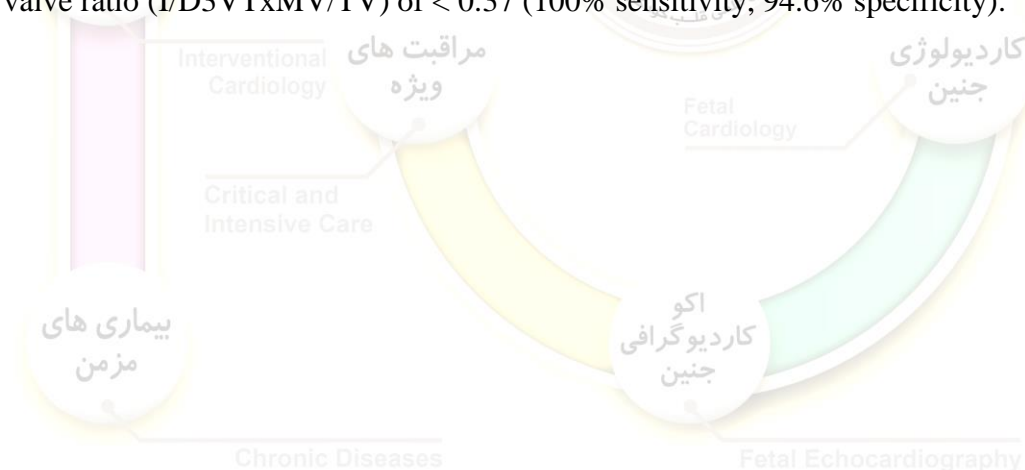 valve ratio (I/D3VTxMV/TV) of < 0.37 (100% sensitivity; 94.6% specificity).
Interventional
Cardiology
مراقبت های
ویژه
Critical and
Intensive Care
Fetal
Cardiology
کاردیولوژی
جنین
بیماری های
مزمن
Chronic Diseases
اکو
کاردیوگرافی
جنین
Fetal Echocardiography